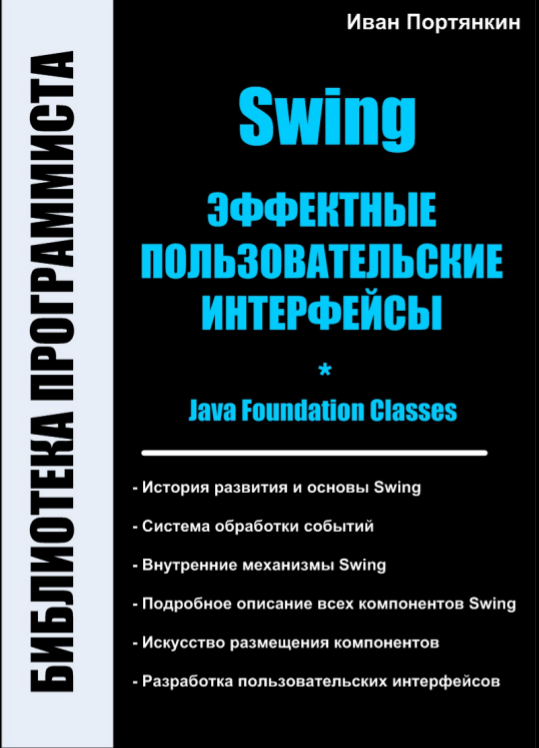 Иван Портянкин
БИБЛИОТЕКА ПРОГРАММИСТА
Swing
ЭФФЕКТНЫЕ
ПОЛЬЗОВАТЕЛЬСКИЕ
ИНТЕРФЕЙСЫ
*
Java Foundation Classes
- История развития и основы Swing
- Система обработки событий
- Внутренние механизмы Swing
- Подробное описание всех компонентов Swing
- Искусство размещения компонентов
- Разработка пользовательских интерфейсов